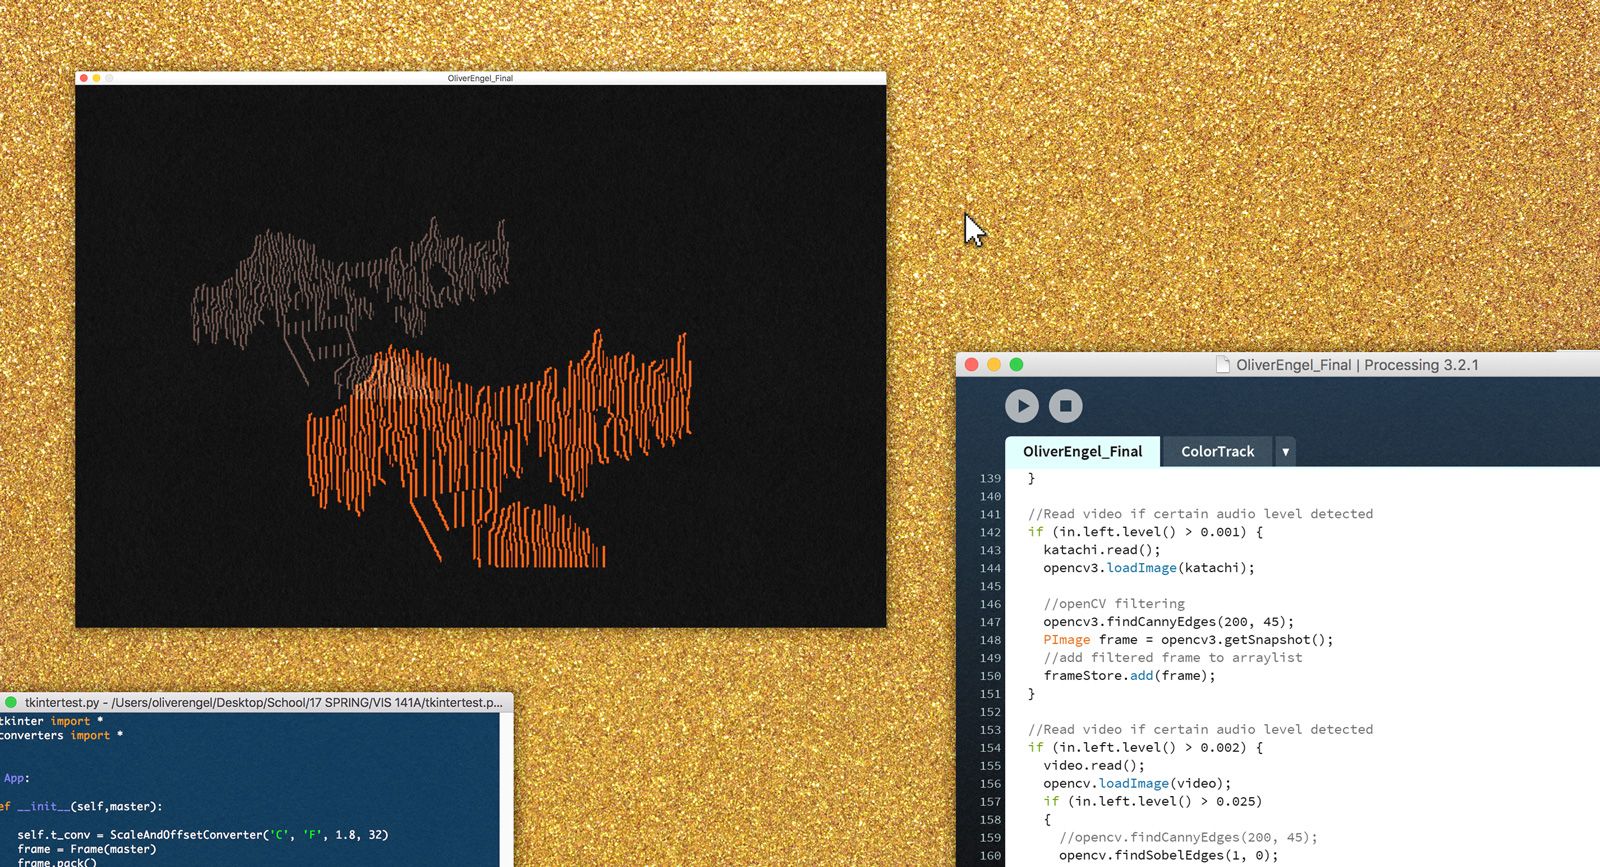 OliverEngel_Final
OliverEngel_Final | Processing 3.2.1
OliverEngel_Final
ColorTrack
139 }
140
141 //Read video if certain audio level detected
142 if (in.left.level() > 0.001) {
143 katachi.read();
144 opencv3.loadImage(katachi);
145
146 //openCV filtering
147 opencv3.findCannyEdges(200, 45);
148 PImage frame = opencv3.getSnapshot();
149 //add filtered frame to arraylist
150 frameStore.add(frame);
151 }
152
153 //Read video if certain audio level detected
154 if (in.left.level() > 0.002) {
155 video.read();
156 opencv.loadImage(video);
157 if (in.left.level() > 0.025)
158 {
159 //opencv.findCannyEdges(200, 45);
160 opencv.findSobelEdges(1, 0);
tkintertest.py - /Users/oliverengel/Desktop/School/17 SPRING/VIS 141A/tkintertest.p...
tkinter import *
converters import *
App:
ef __init__(self,master):
self.t_conv = ScaleAndOffsetConverter('C', 'F', 1.8, 32)
frame = Frame(master)
frame.pack()